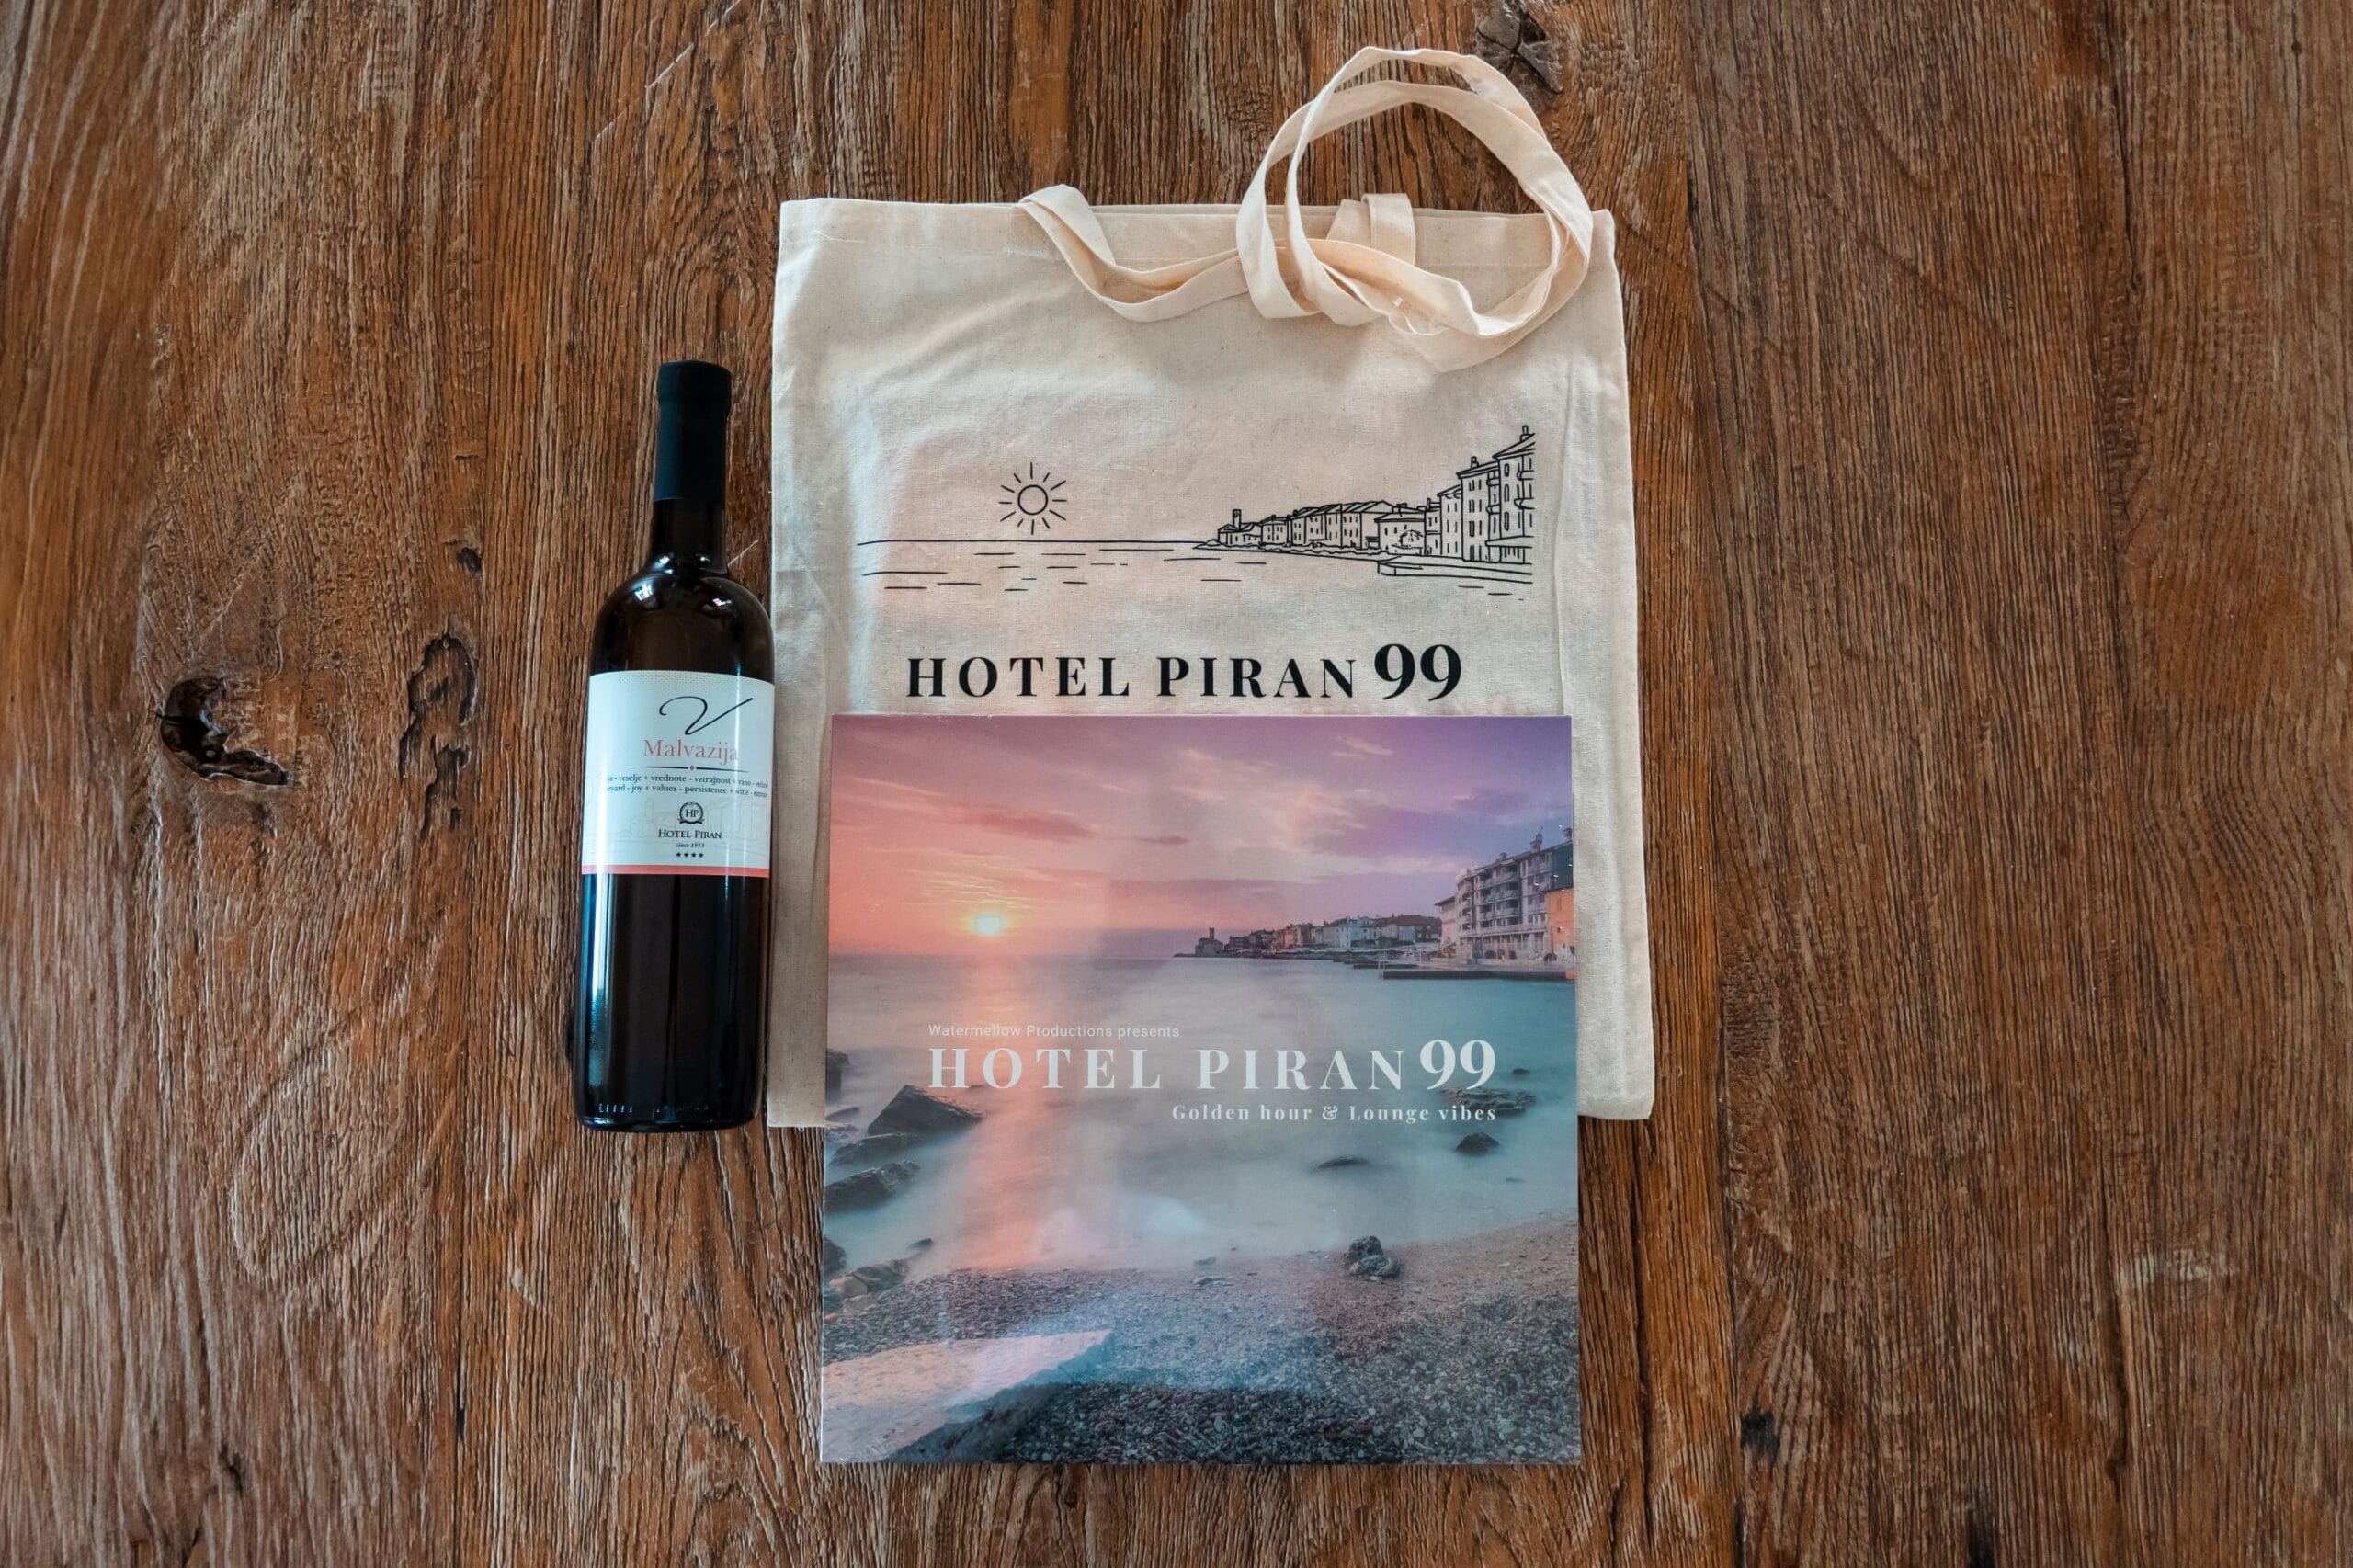 HOTEL PIRAN 99
V
Malvazija
veselje + vrednote - vztrajnost + vino -
joy + values - persistence + wine -
HP
HOTEL PIRAN
since 1913
Watermellow Productions presents
HOTEL PIRAN 99
Golden hour & Lounge vibes